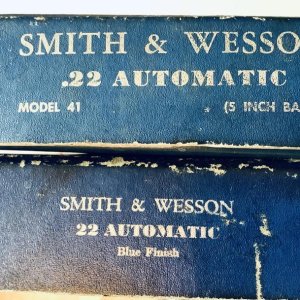 SMITH & WESSO
.22 AUTOMATIC
MODEL 41 (5 INCH BA
SMITH & WESSON
22 AUTOMATIC
Blue Finish